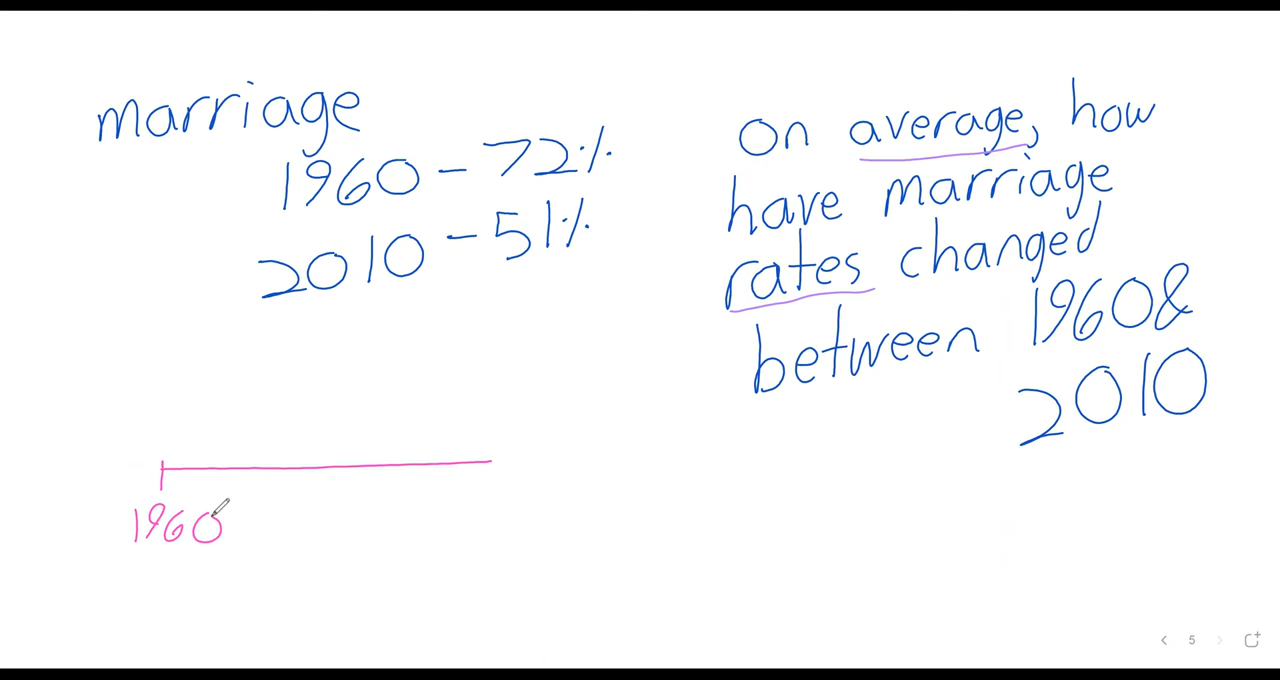 marriage
1960 - 72%
2010 - 51%
On average, how
have marriage
rates changed
between 1960 &
2010
1960
5